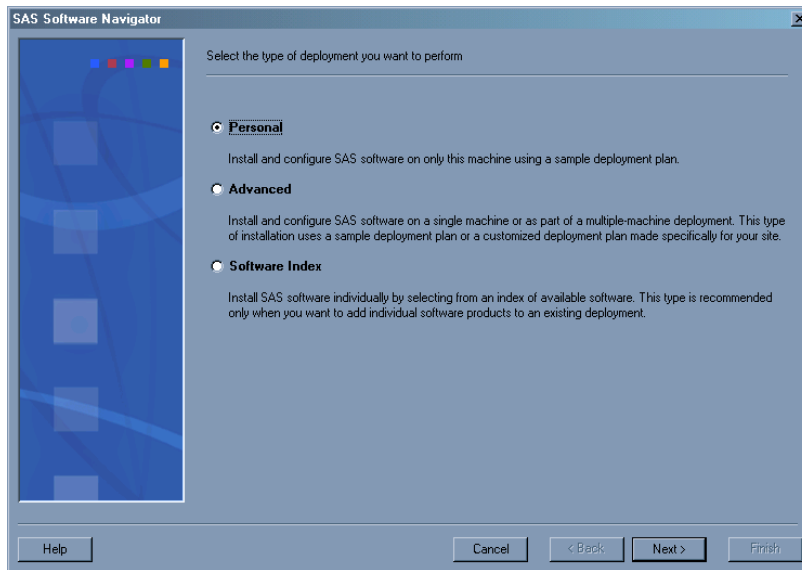 SAS Software Navigator
Select the type of deployment you want to perform
Personal
Install and configure SAS software on only this machine using a sample deployment plan.
Advanced
Install and configure SAS software on a single machine or as part of a multiple-machine deployment. This type
of installation uses a sample deployment plan or a customized deployment plan made specifically for your site.
Software Index
Install SAS software individually by selecting from an index of available software. This type is recommended
only when you want to add individual software products to an existing deployment.
Help Cancel < Back Next > Finish